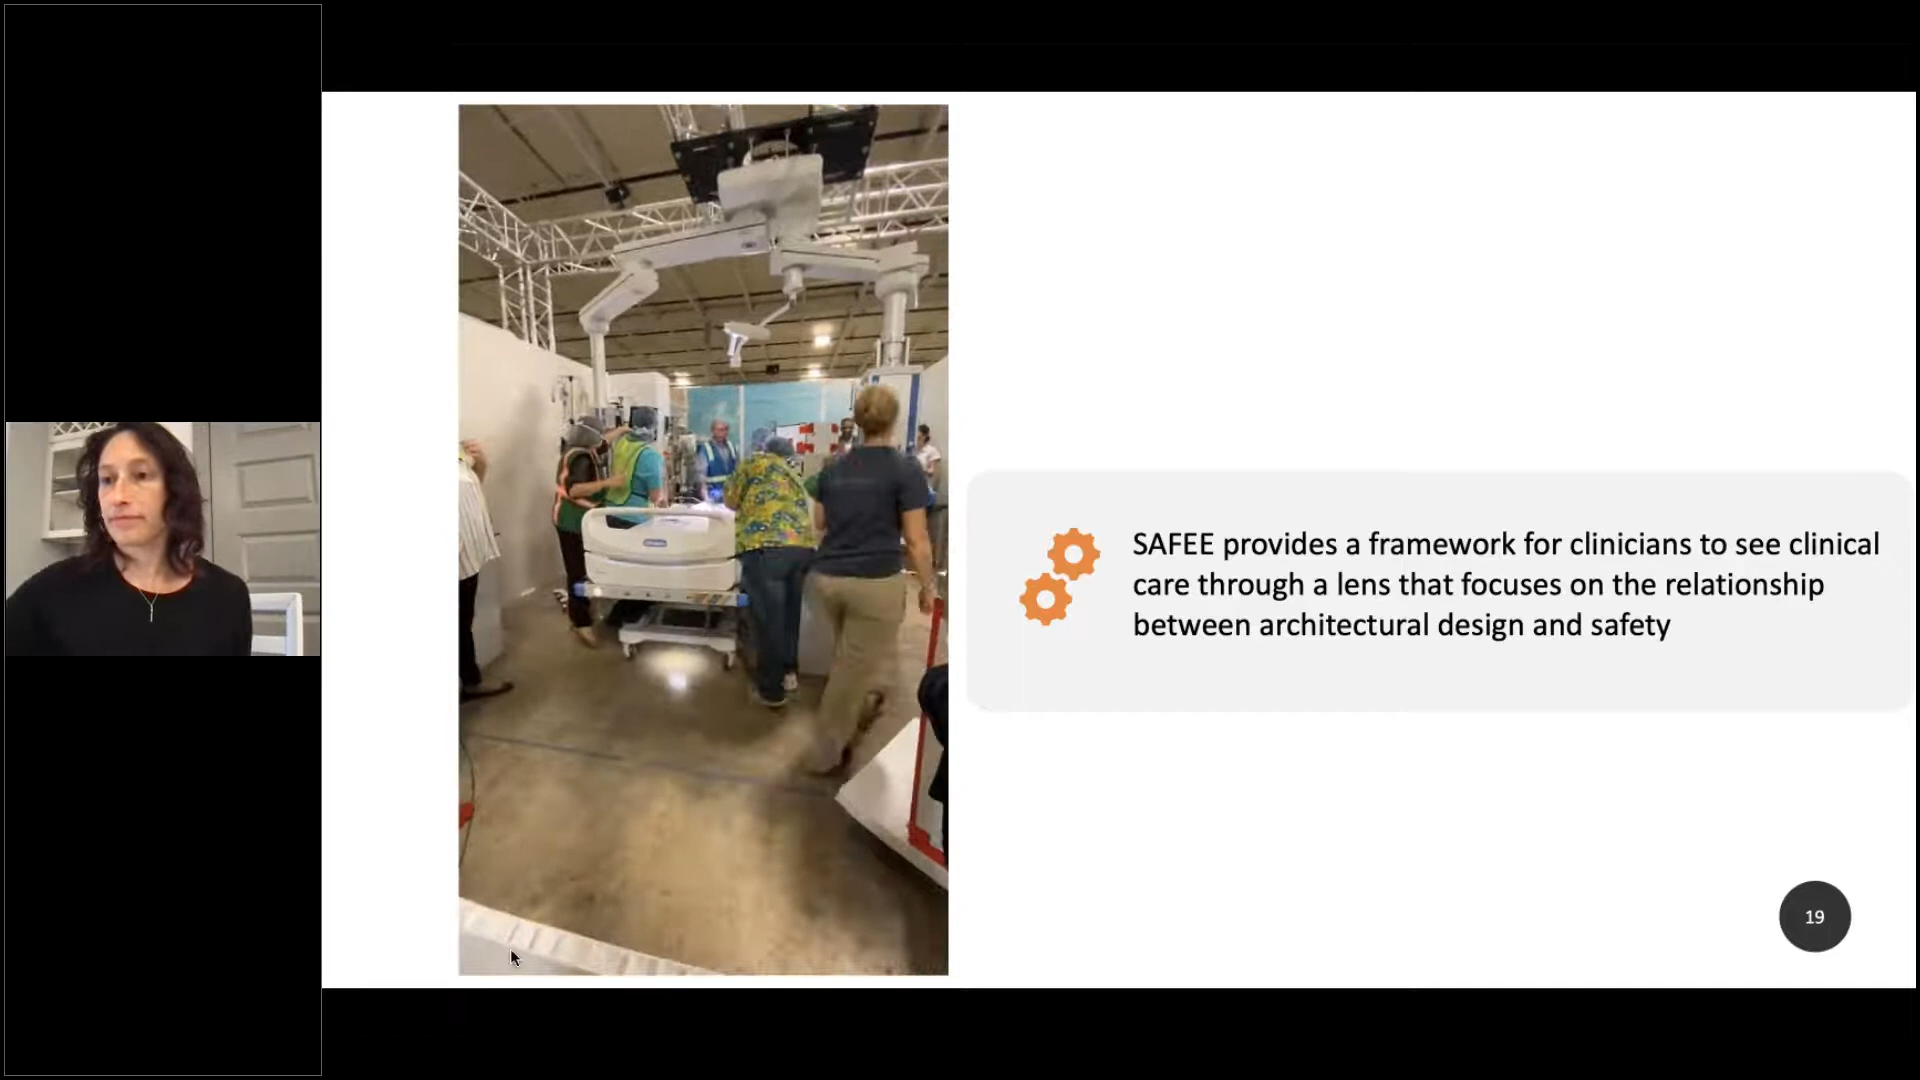 SAFEE provides a framework for clinicians to see clinical
care through a lens that focuses on the relationship
between architectural design and safety
19